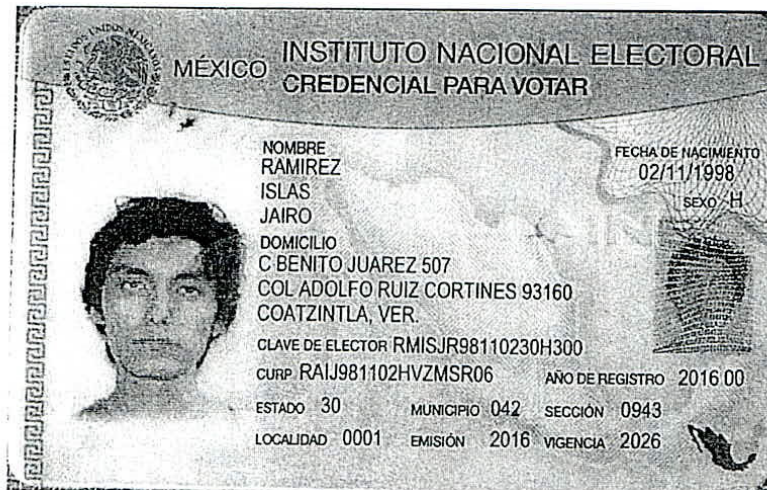 MÉXICO INSTITUTO NACIONAL ELECTORAL
CREDENCIAL PARA VOTAR
NOMBRE
RAMIREZ
ISLAS
JAIRO
FECHA DE NACIMIENTO
02/11/1998
SEXO H
DOMICILIO
C BENITO JUAREZ 507
COL ADOLFO RUIZ CORTINES 93160
COATZINTLA, VER.
CLAVE DE ELECTOR RMISJR98110230H300
CURP RAIJ981102HVZMSR06 AÑO DE REGISTRO 2016 00
ESTADO 30 MUNICIPIO 042 SECCIÓN 0943
LOCALIDAD 0001 EMISIÓN 2016 VIGENCIA 2026